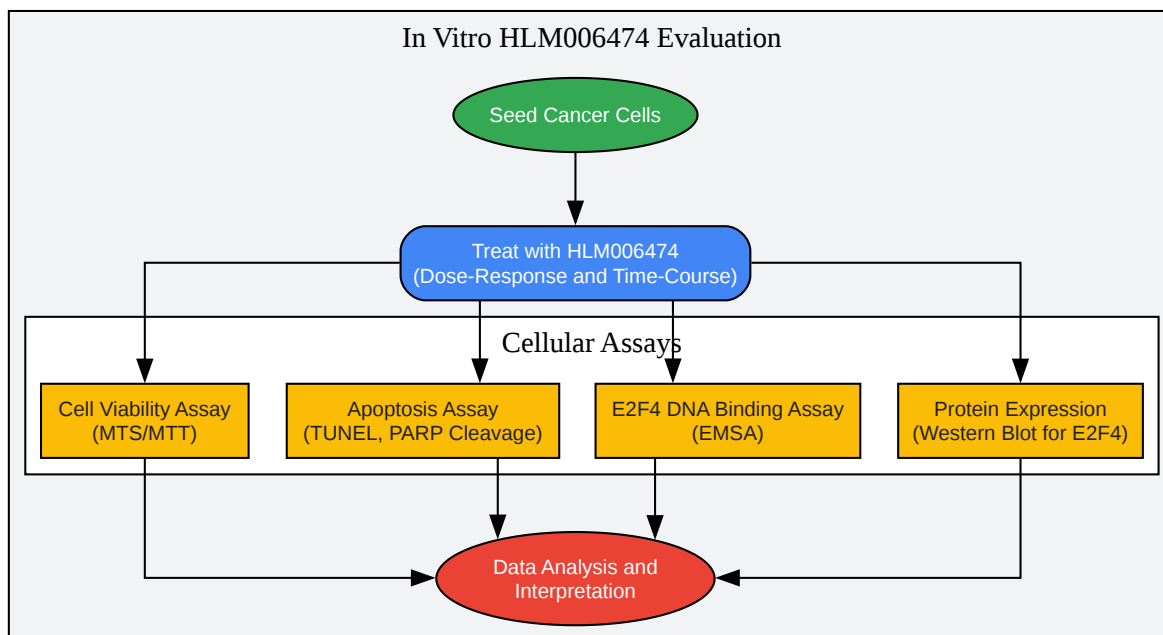 In Vitro HLM006474 Evaluation
Seed Cancer Cells
Treat with HLM006474
(Dose-Response and Time-Course)
Cellular Assays
Cell Viability Assay
(MTS/MTT)
Apoptosis Assay
(TUNEL, PARP Cleavage)
E2F4 DNA Binding Assay
(EMSA)
Protein Expression
(Western Blot for E2F4)
Data Analysis and
Interpretation